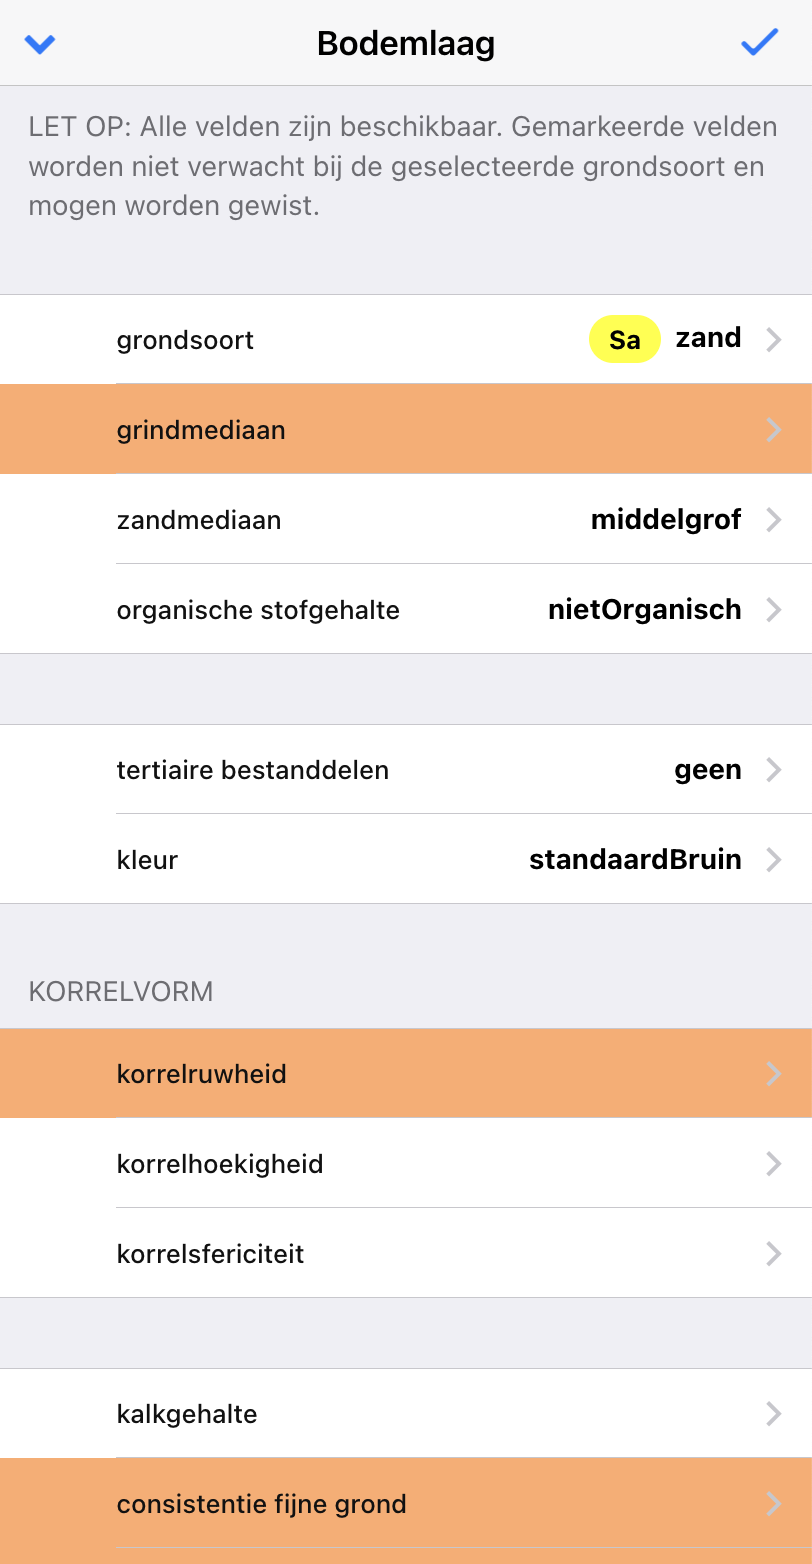 Bodemlaag
LET OP: Alle velden zijn beschikbaar. Gemarkeerde velden
worden niet verwacht bij de geselecteerde grondsoort en
mogen worden gewist.
grondsoort Sa zand
grindmediaan
zandmediaan middelgrof
organische stofgehalte nietOrganisch
tertiaire bestanddelen geen
kleur standaardBruin
KORRELVORM
korrelruwheid
korrelhoekigheid
korrelsfericiteit
kalkgehalte
consistentie fijne grond